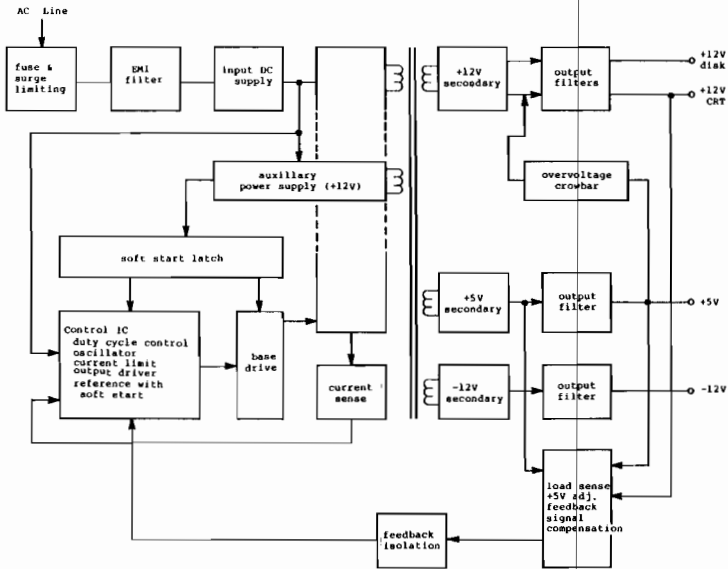 AC Line
fuse &
surge
limiting
EMI
filter
input DC
supply
+12V
secondary
output
filters
+12V
disk
+12V
CRT
auxillary
power supply (+12V)
overvoltage
crowbar
soft start latch
+5V
secondary
output
filter
+5V
Control IC
duty cycle control
oscillator
current limit
output driver
reference with
soft start
base
drive
current
sense
-12V
secondary
output
filter
-12V
load sense
+5V adj.
feedback
signal
compensation
feedback
isolation